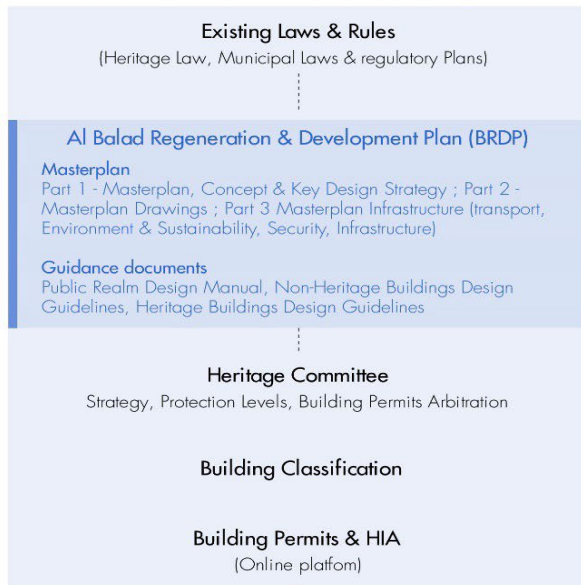 Existing Laws & Rules
(Heritage Law, Municipal Laws & regulatory Plans)
Al Balad Regeneration & Development Plan (BRDP)
Masterplan
Part 1 - Masterplan, Concept & Key Design Strategy ; Part 2 -
Masterplan Drawings ; Part 3 Masterplan Infrastructure (transport,
Environment & Sustainability, Security, Infrastructure)
Guidance documents
Public Realm Design Manual, Non-Heritage Buildings Design
Guidelines, Heritage Buildings Design Guidelines
Heritage Committee
Strategy, Protection Levels, Building Permits Arbitration
Building Classification
Building Permits & HIA
(Online platfom)